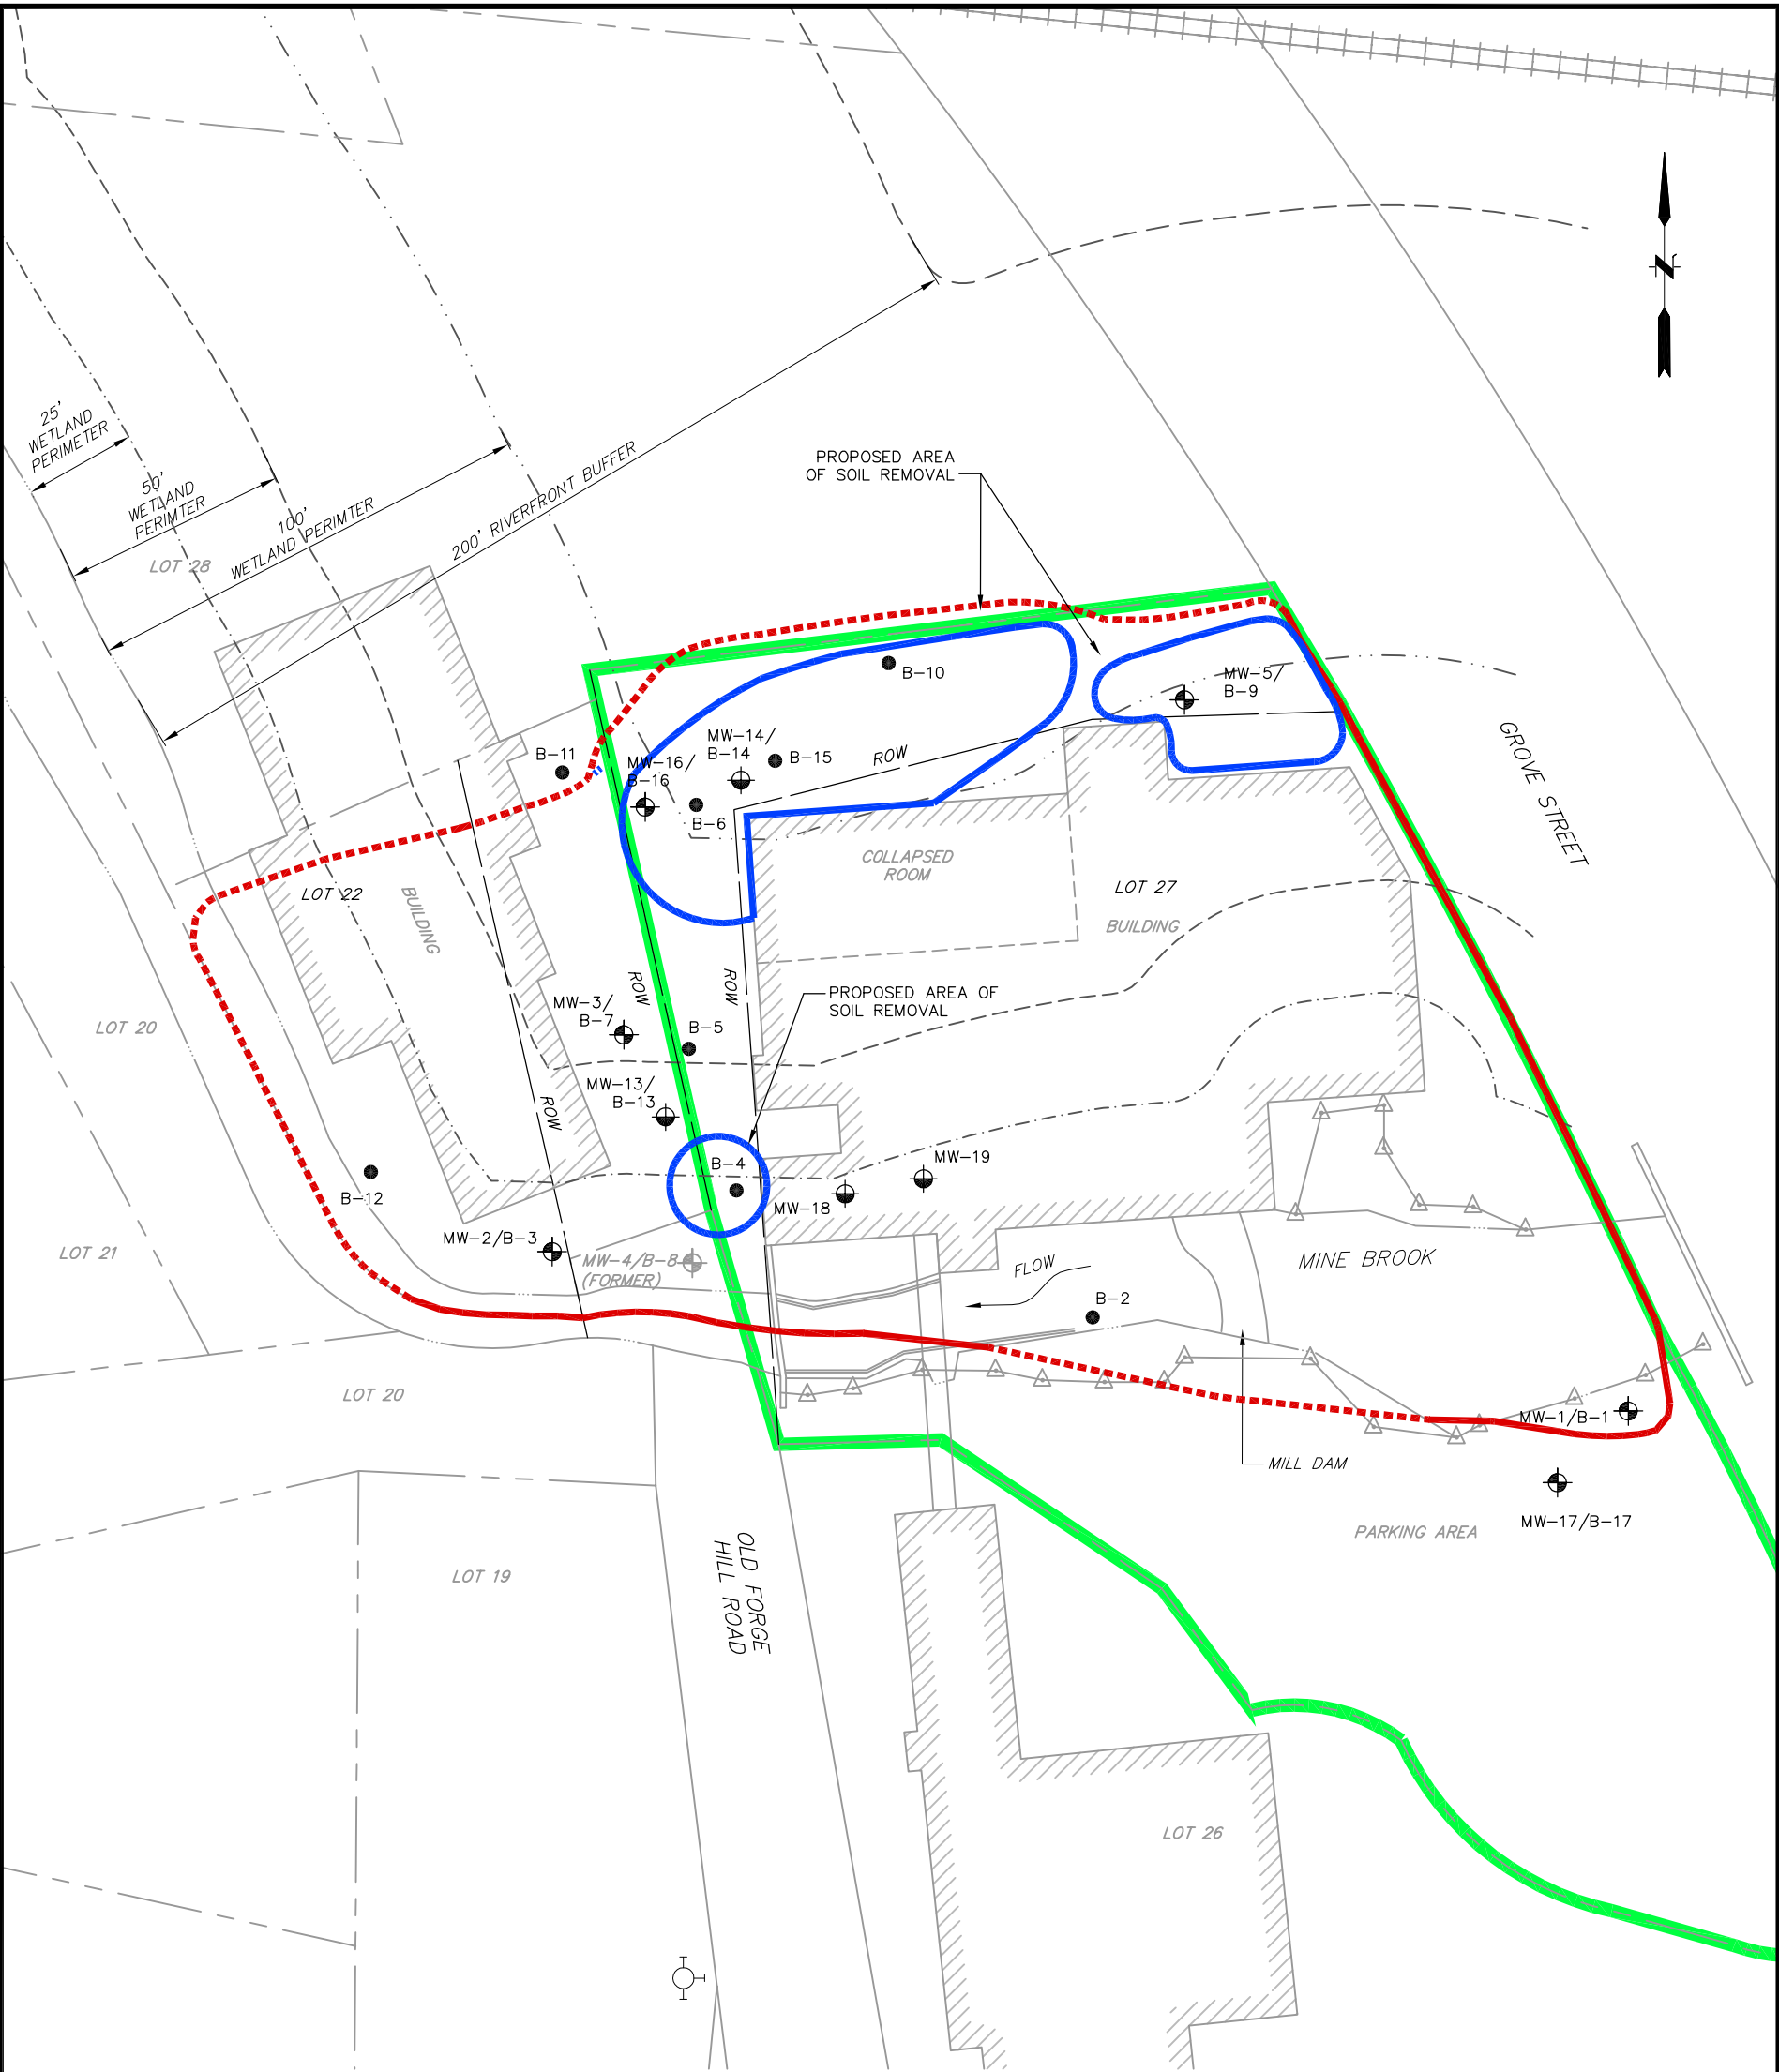 N
25'
WETLAND
PERIMETER
50'
WETLAND
PERIMTER
100'
WETLAND PERIMTER
200' RIVERFRONT BUFFER
PROPOSED AREA
OF SOIL REMOVAL
LOT 28
B-10
MW-5/
B-9
MW-14/
B-14
B-15
ROW
B-11
MW-16/
B-16
B-6
GROVE STREET
COLLAPSED
ROOM
LOT 27
BUILDING
LOT 22
BUILDING
ROW
ROW
PROPOSED AREA OF
SOIL REMOVAL
MW-3/
B-7
B-5
LOT 20
MW-13/
B-13
ROW
B-4
MW-19
B-12
MW-18
MW-2/B-3
LOT 21
MW-4/B-8
(FORMER)
FLOW
MINE BROOK
B-2
LOT 20
MW-1/B-1
MILL DAM
MW-17/B-17
PARKING AREA
OLD FORGE
HILL ROAD
LOT 19
LOT 26